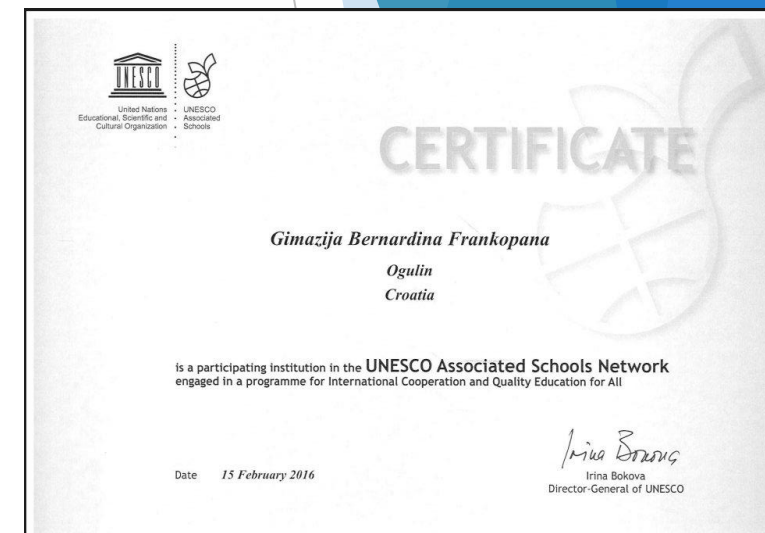 UNESCO
United Nations
Educational, Scientific and
Cultural Organization
UNESCO
Associated
Schools
CERTIFICATE
Gimazija Bernardina Frankopana
Ogulin
Croatia
is a participating institution in the UNESCO Associated Schools Network
engaged in a programme for International Cooperation and Quality Education for All
Irina Bokova
Date 15 February 2016
Irina Bokova
Director-General of UNESCO